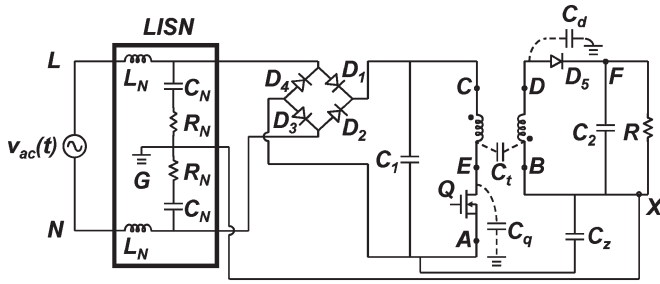 LISN
L
L_N
C_N
R_N
G
R_N
C_N
L_N
v_ac(t)
N
D_4
D_1
D_3
D_2
C_1
C
E
Q
A
C_t
C_q
D
B
C_d
D_5
F
C_2
R
X
C_z